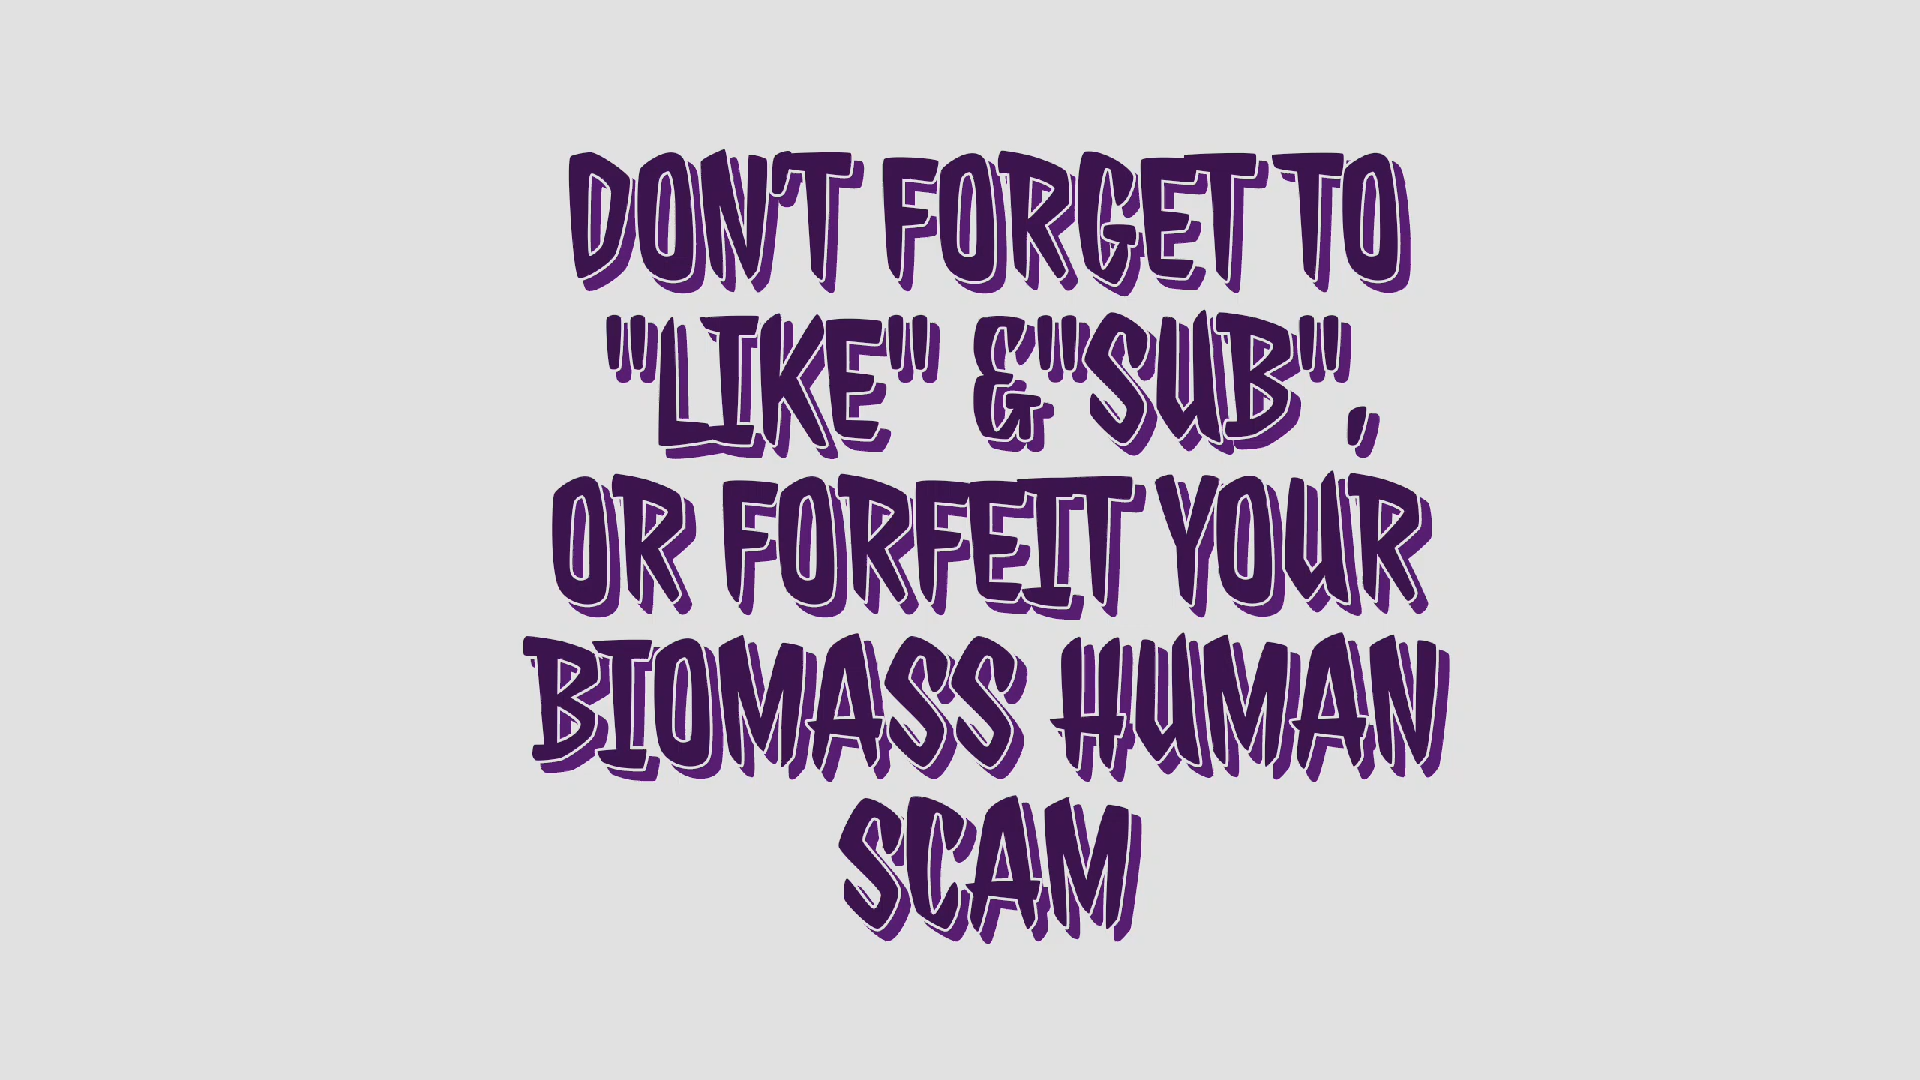 DON'T FORGET TO
"LIKE" &"SUB",
OR FORFEIT YOUR
BIOMASS HUMAN
SCAM